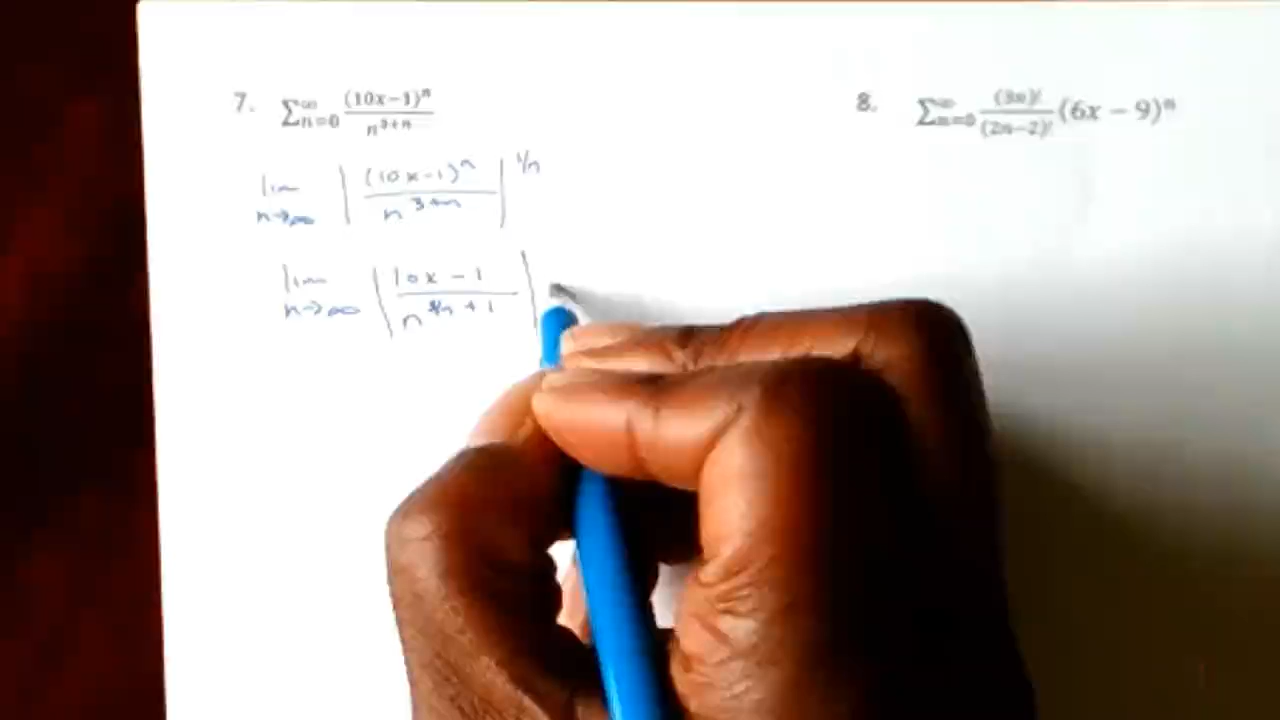 7. ∑_{n=0}^{∞} (10x−1)^n / n^{3+n}
8. ∑_{n=0}^{∞} (3n)! / (2n−2)! (6x − 9)^n
lim n→∞ | (10x−1)^n / n^{3+n} |^{1/n}
lim n→∞ | 10x − 1 / n^{3/n + 1} |